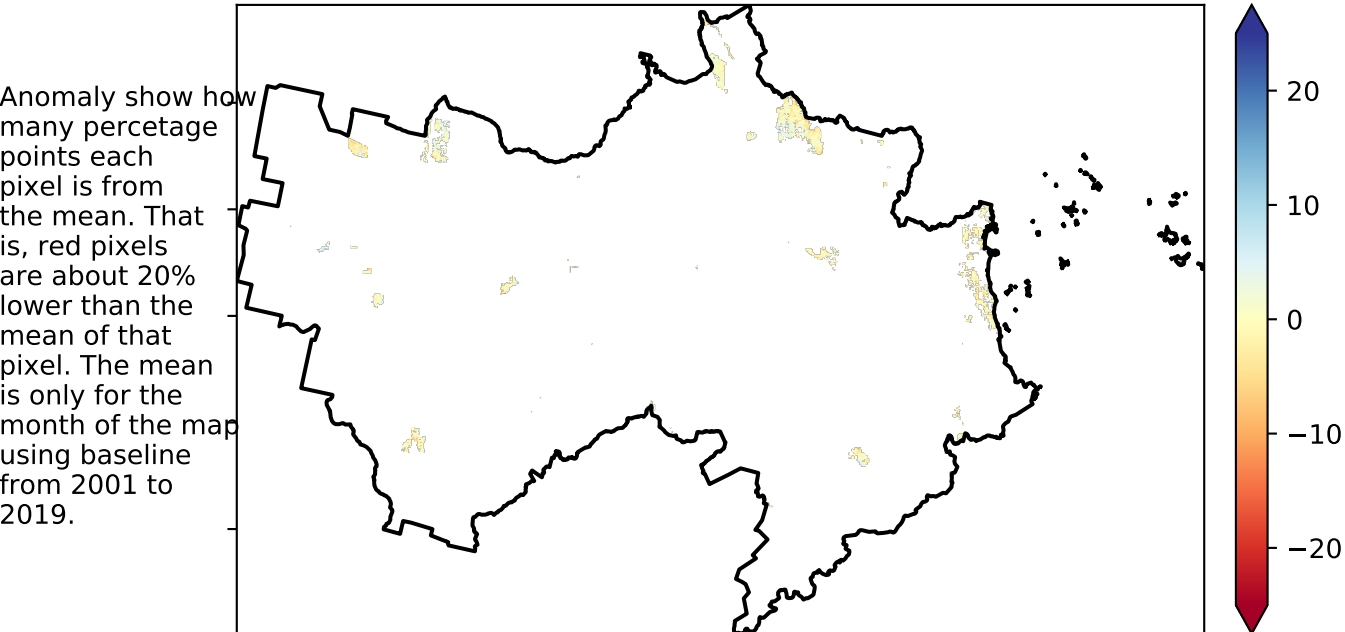 Anomaly show how
many percetage
points each
pixel is from
the mean. That
is, red pixels
are about 20%
lower than the
mean of that
pixel. The mean
is only for the
month of the map
using baseline
from 2001 to
2019.
20
10
0
−10
−20